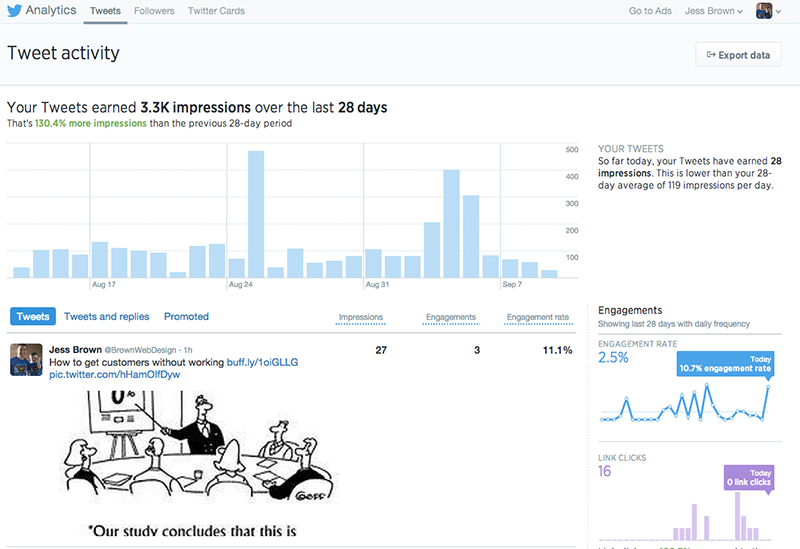 Analytics Tweets Followers Twitter Cards Go to Ads Jess Brown
Tweet activity
Export data
Your Tweets earned 3.3K impressions over the last 28 days
That's 130.4% more impressions than the previous 28-day period
500
400
300
200
100
Aug 17 Aug 24 Aug 31 Sep 7
YOUR TWEETS
So far today, your Tweets have earned 28
impressions. This is lower than your 28-
day average of 119 impressions per day.
Tweets Tweets and replies Promoted Impressions Engagements Engagement rate
Jess Brown @BrownWebDesign · 1h 27 3 11.1%
How to get customers without working buff.ly/1oiGLLG
pic.twitter.com/hHamOlfDyw
0%
GOFF
"Our study concludes that this is
Engagements
Showing last 28 days with daily frequency
ENGAGEMENT RATE
2.5%
Today
10.7% engagement rate
LINK CLICKS
16
Today
0 link clicks